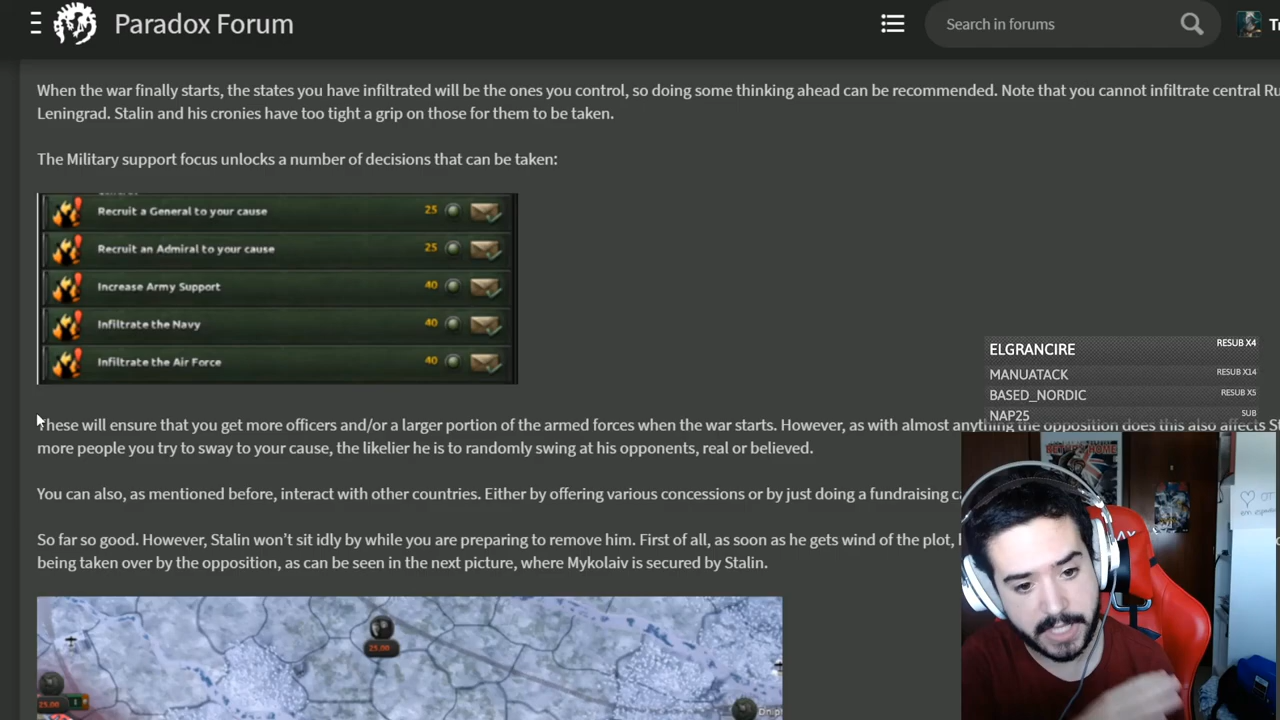 Paradox Forum
Search in forums
When the war finally starts, the states you have infiltrated will be the ones you control, so doing some thinking ahead can be recommended. Note that you cannot infiltrate central Ru
Leningrad. Stalin and his cronies have too tight a grip on those for them to be taken.
The Military support focus unlocks a number of decisions that can be taken:
Recruit a General to your cause 25
Recruit an Admiral to your cause 25
Increase Army Support 40
Infiltrate the Navy 40
Infiltrate the Air Force 40
ELGRANCIRE RESUB X4
MANUATACK RESUB X14
BASED_NORDIC RESUB X5
NAP25 SUB
These will ensure that you get more officers and/or a larger portion of the armed forces when the war starts. However, as with almost anything the opposition does this also affects St
more people you try to sway to your cause, the likelier he is to randomly swing at his opponents, real or believed.
You can also, as mentioned before, interact with other countries. Either by offering various concessions or by just doing a fundraising ca
So far so good. However, Stalin won't sit idly by while you are preparing to remove him. First of all, as soon as he gets wind of the plot,
being taken over by the opposition, as can be seen in the next picture, where Mykolaiv is secured by Stalin.
25.00
25.00 1